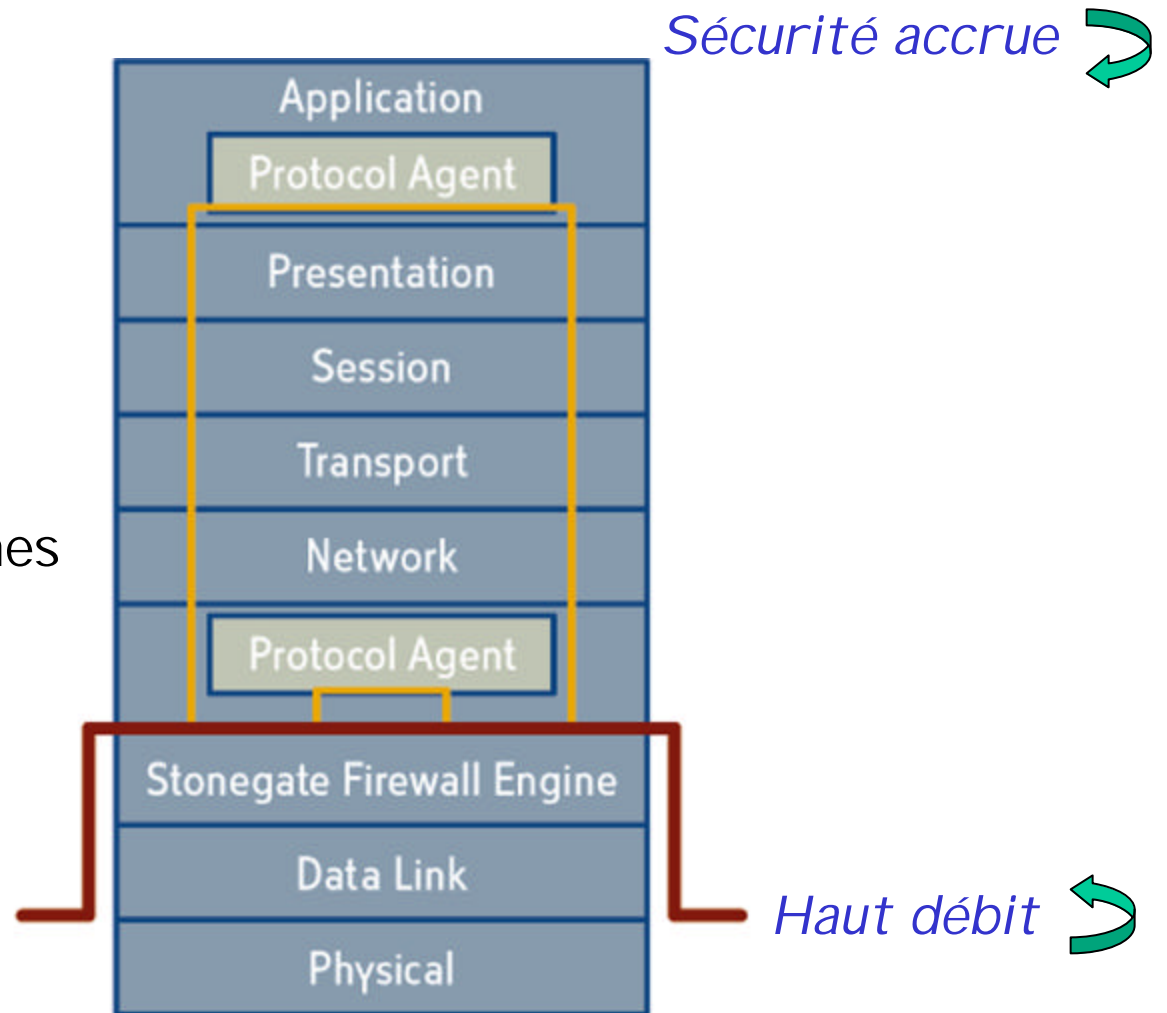 Sécurité accrue
Application
Protocol Agent
Presentation
Session
Transport
Network
Protocol Agent
Stonegate Firewall Engine
Data Link
Haut débit
Physical